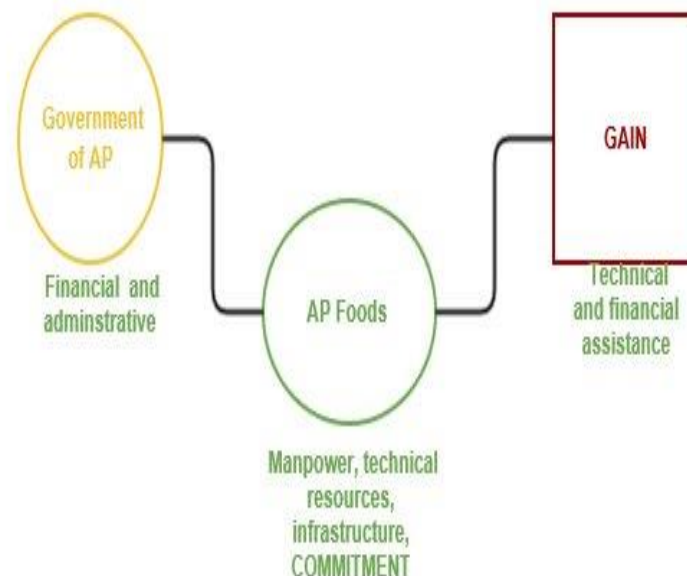 Government
of AP
Financial and
adminstrative
AP Foods
Manpower, technical
resources,
infrastructure,
COMMITMENT
GAIN
Technical
and financial
assistance